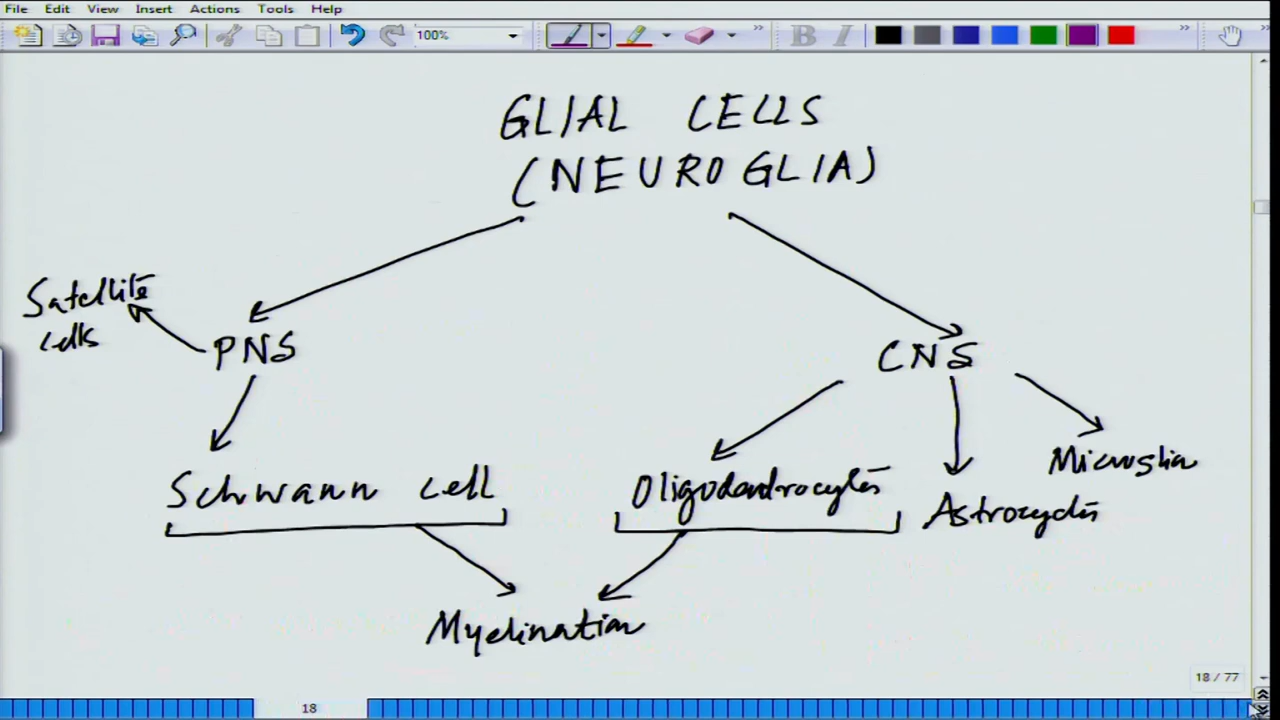 File Edit View Insert Actions Tools Help
100%
B I
GLIAL CELLS
(NEUROGLIA)
Satellite
cells
PNS
CNS
Schwann cell
Oligodendrocytes
Astrocytes
Microglia
Myelination
18 / 77
18